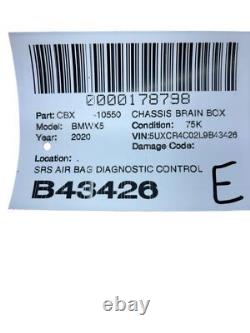 0000178798
Part: CBX -10550 CHASSIS BRAIN BOX
Model: BMWX5 Condition: 75K
Year: 2020 VIN:5UXCR4C02L9B43426
Damage Code:
Location: .
SRS AIR BAG DIAGNOSTIC CONTROL
B43426
E
ebay